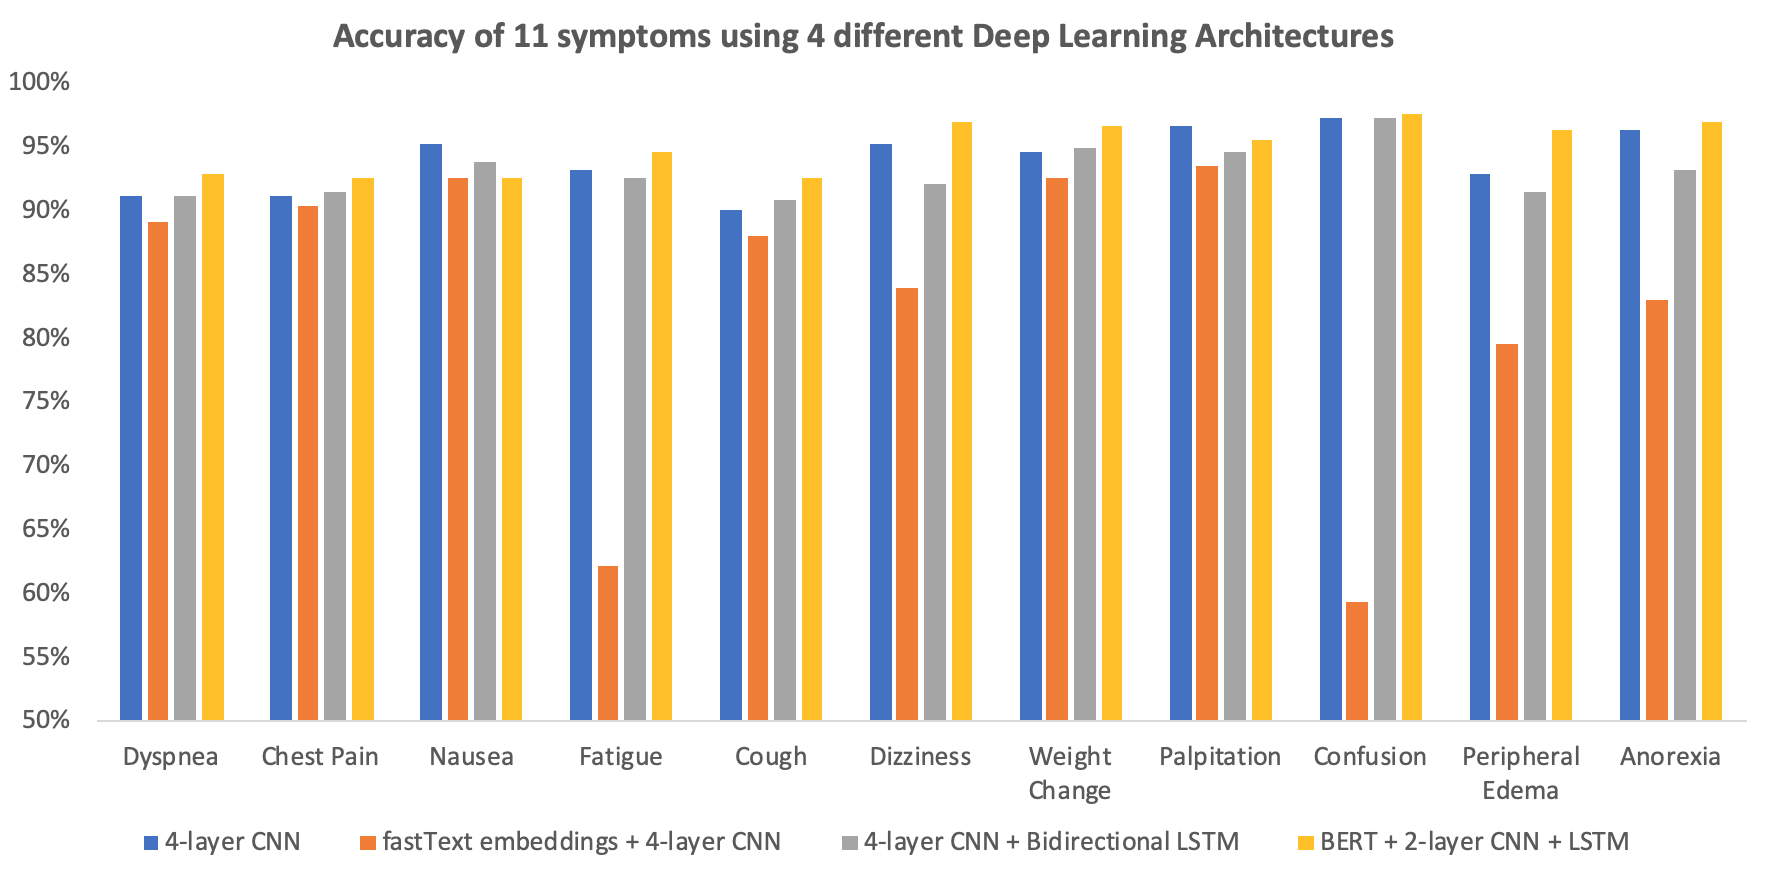 Accuracy of 11 symptoms using 4 different Deep Learning Architectures
100%
95%
90%
85%
80%
75%
70%
65%
60%
55%
50%
Dyspnea
Chest Pain
Nausea
Fatigue
Cough
Dizziness
Weight
Change
Palpitation
Confusion
Peripheral
Edema
Anorexia
4-layer CNN
fastText embeddings + 4-layer CNN
4-layer CNN + Bidirectional LSTM
BERT + 2-layer CNN + LSTM